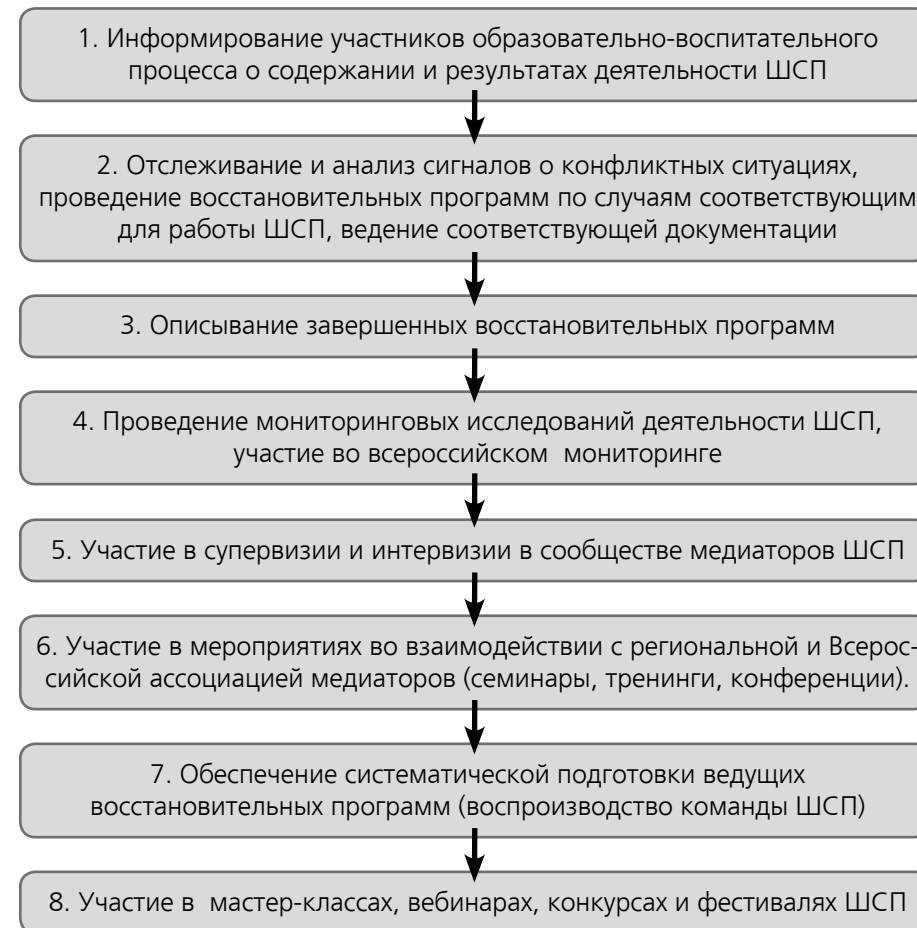 1. Информирование участников образовательно-воспитательного
процесса о содержании и результатах деятельности ШСП
2. Отслеживание и анализ сигналов о конфликтных ситуациях,
проведение восстановительных программ по случаям соответствующим
для работы ШСП, ведение соответствующей документации
3. Описывание завершенных восстановительных программ
4. Проведение мониторинговых исследований деятельности ШСП,
участие во всероссийском мониторинге
5. Участие в супервизии и интервизии в сообществе медиаторов ШСП
6. Участие в мероприятиях во взаимодействии с региональной и Всерос-
сийской ассоциацией медиаторов (семинары, тренинги, конференции).
7. Обеспечение систематической подготовки ведущих
восстановительных программ (воспроизводство команды ШСП)
8. Участие в мастер-классах, вебинарах, конкурсах и фестивалях ШСП